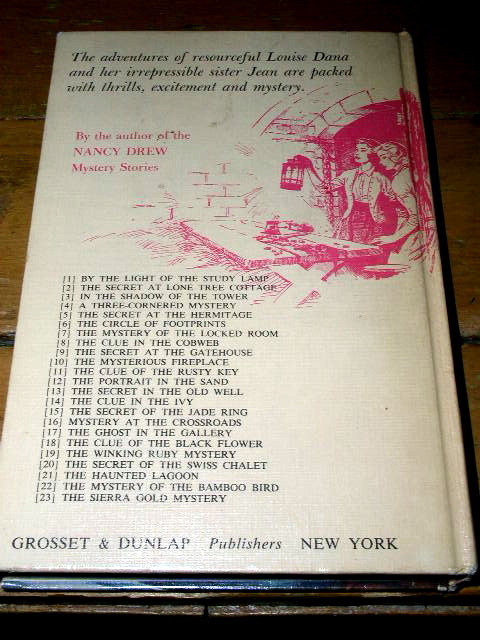 The adventures of resourceful Louise Dana
and her irrepressible sister Jean are packed
with thrills, excitement and mystery.
By the author of the
NANCY DREW
Mystery Stories
[1] BY THE LIGHT OF THE STUDY LAMP
[2] THE SECRET AT LONE TREE COTTAGE
[3] IN THE SHADOW OF THE TOWER
[4] A THREE-CORNERED MYSTERY
[5] THE SECRET AT THE HERMITAGE
[6] THE CIRCLE OF FOOTPRINTS
[7] THE MYSTERY OF THE LOCKED ROOM
[8] THE CLUE IN THE COBWEB
[9] THE SECRET AT THE GATEHOUSE
[10] THE MYSTERIOUS FIREPLACE
[11] THE CLUE OF THE RUSTY KEY
[12] THE PORTRAIT IN THE SAND
[13] THE SECRET IN THE OLD WELL
[14] THE CLUE IN THE IVY
[15] THE SECRET OF THE JADE RING
[16] MYSTERY AT THE CROSSROADS
[17] THE GHOST IN THE GALLERY
[18] THE CLUE OF THE BLACK FLOWER
[19] THE WINKING RUBY MYSTERY
[20] THE SECRET OF THE SWISS CHALET
[21] THE HAUNTED LAGOON
[22] THE MYSTERY OF THE BAMBOO BIRD
[23] THE SIERRA GOLD MYSTERY
GROSSET & DUNLAP Publishers NEW YORK